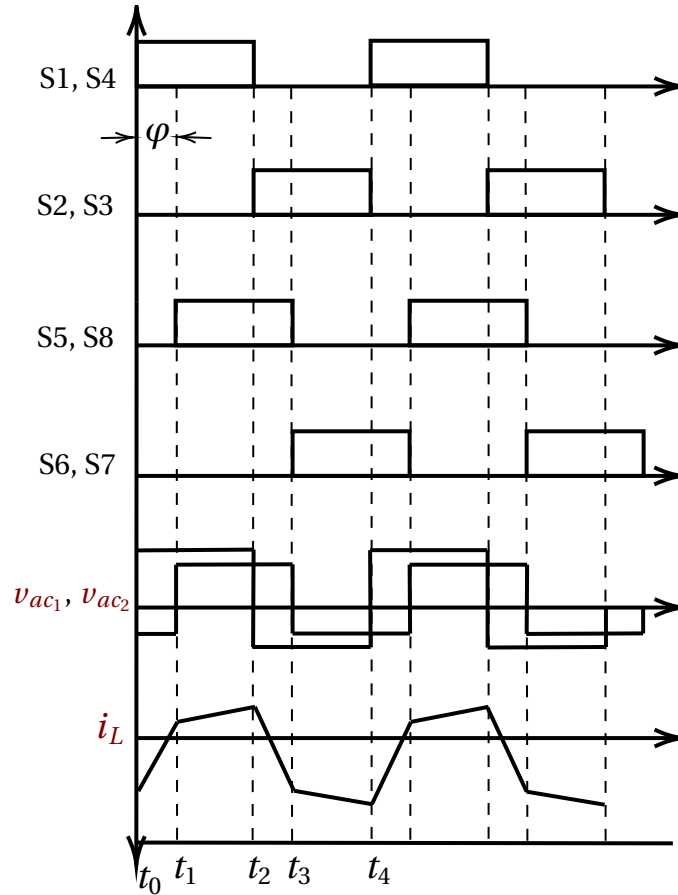 S1, S4
φ
S2, S3
S5, S8
S6, S7
v_{ac_1}, v_{ac_2}
i_L
t_0 t_1 t_2 t_3 t_4